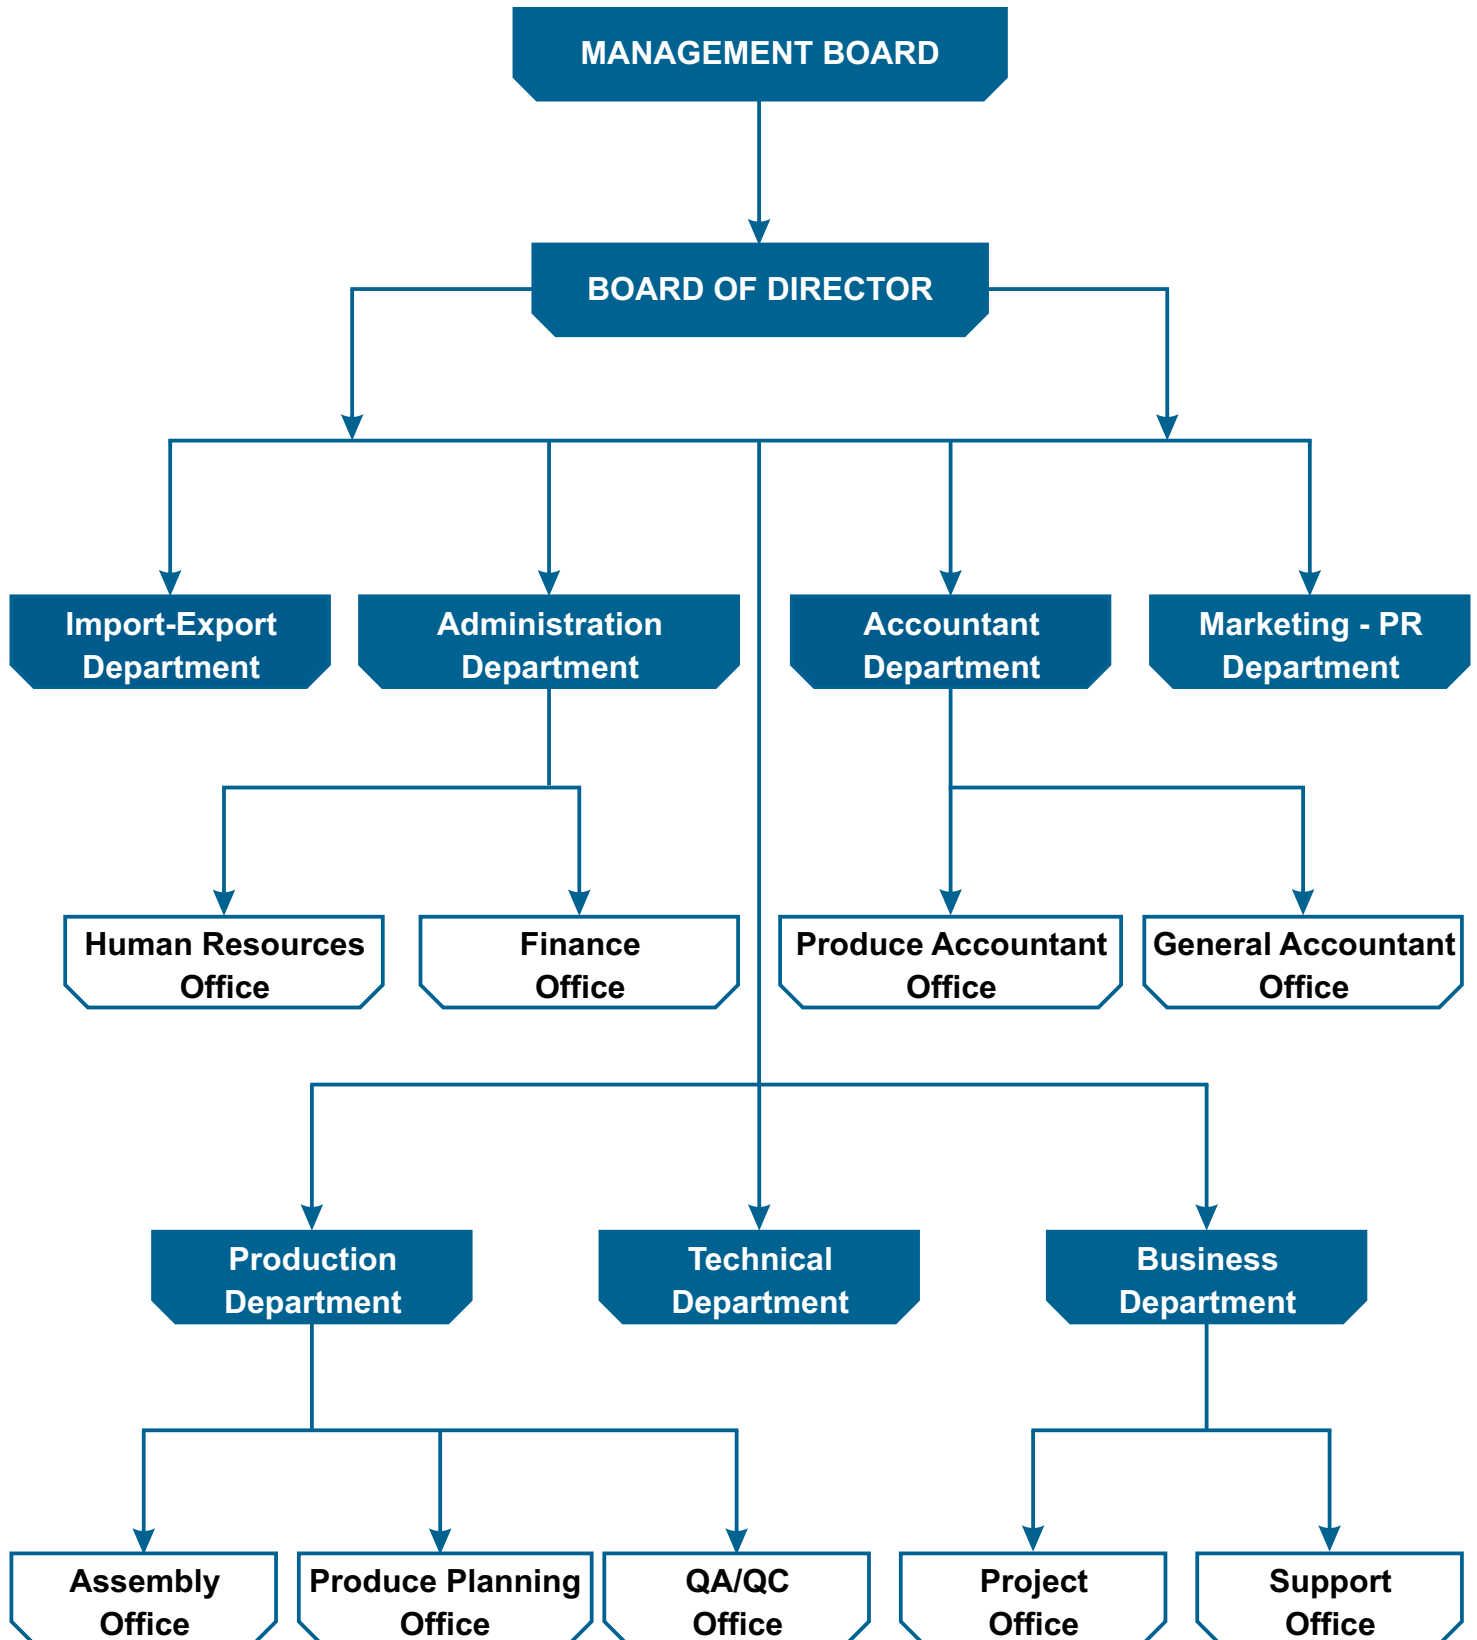 MANAGEMENT BOARD
BOARD OF DIRECTOR
Import-Export
Department
Administration
Department
Accountant
Department
Marketing - PR
Department
Human Resources
Office
Finance
Office
Produce Accountant
Office
General Accountant
Office
Production
Department
Technical
Department
Business
Department
Assembly
Office
Produce Planning
Office
QA/QC
Office
Project
Office
Support
Office